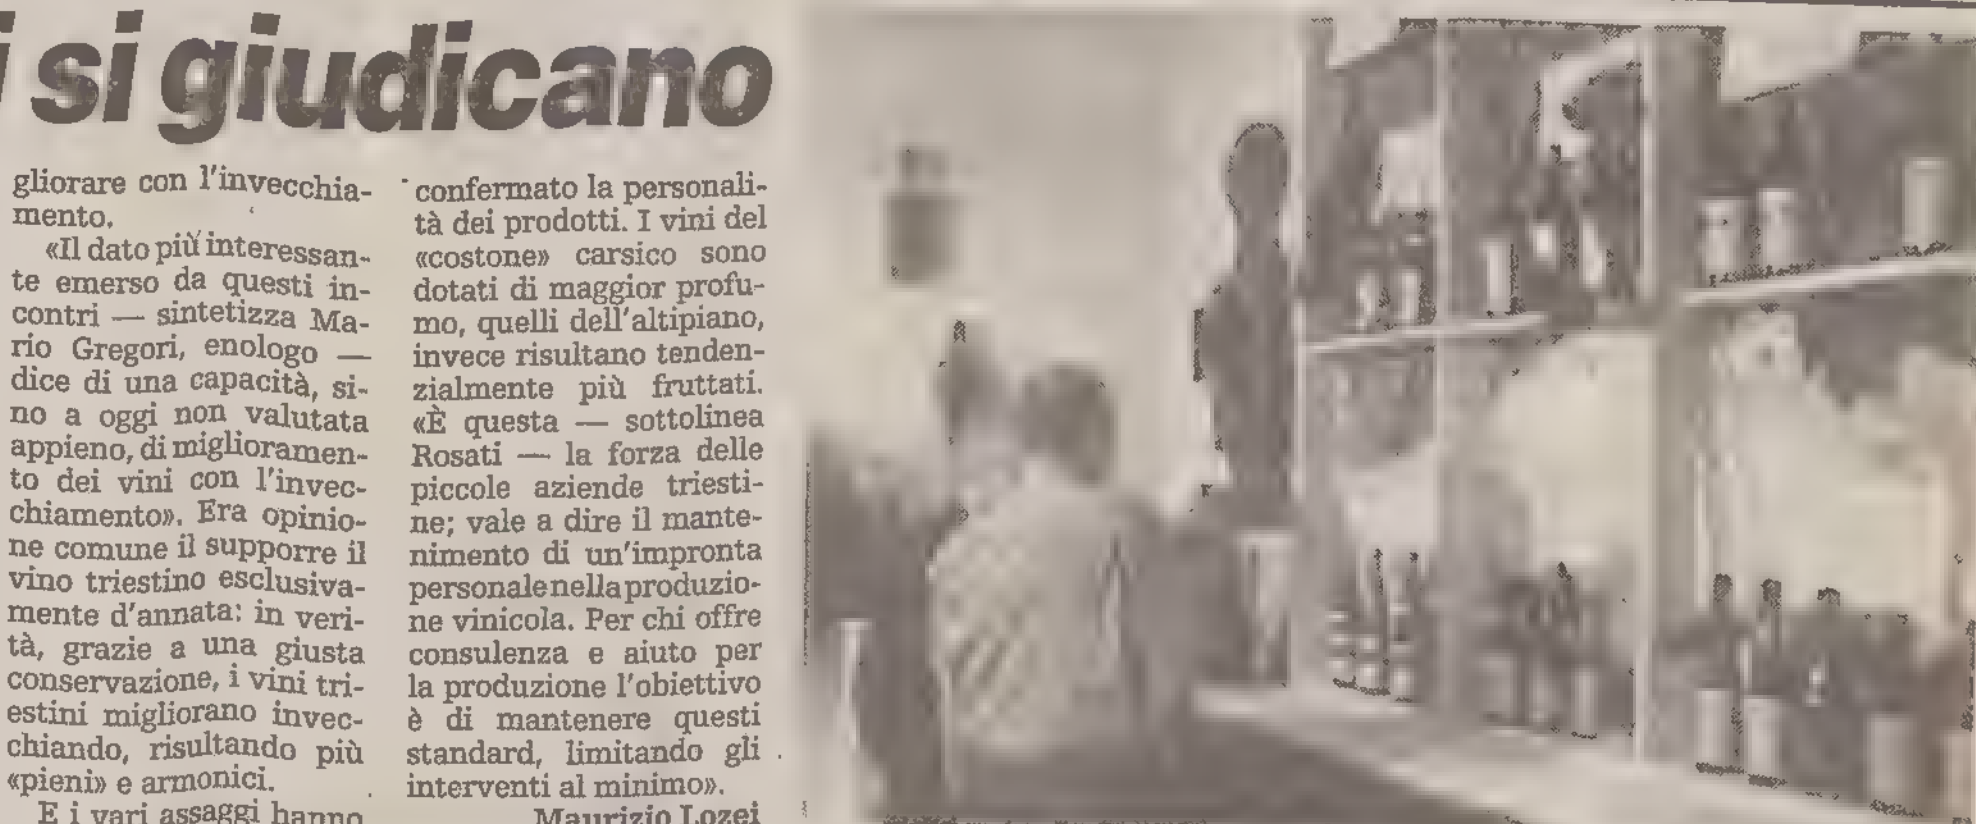 si giudicano
gliorare con l'invecchia-
mento.
«Il dato più interessan-
te emerso da questi in-
contri — sintetizza Ma-
rio Gregori, enologo —
dice di una capacità, si-
no a oggi non valutata
appieno, di miglioramen-
to dei vini con l'invec-
chiamento». Era opinio-
ne comune il supporre il
vino triestino esclusiva-
mente d'annata: in veri-
tà, grazie a una giusta
conservazione, i vini tri-
estini migliorano invec-
chiando, risultando più
«pieni» e armonici.
E i vari assaggi hanno
confermato la personali-
tà dei prodotti. I vini del
«costone» carsico sono
dotati di maggior profu-
mo, quelli dell'altipiano,
invece risultano tenden-
zialmente più fruttati.
«È questa — sottolinea
Rosati — la forza delle
piccole aziende triesti-
ne; vale a dire il mante-
nimento di un'impronta
personale nella produzio-
ne vinicola. Per chi offre
consulenza e aiuto per
la produzione l'obiettivo
è di mantenere questi
standard, limitando gli
interventi al minimo».
Maurizio Lozei